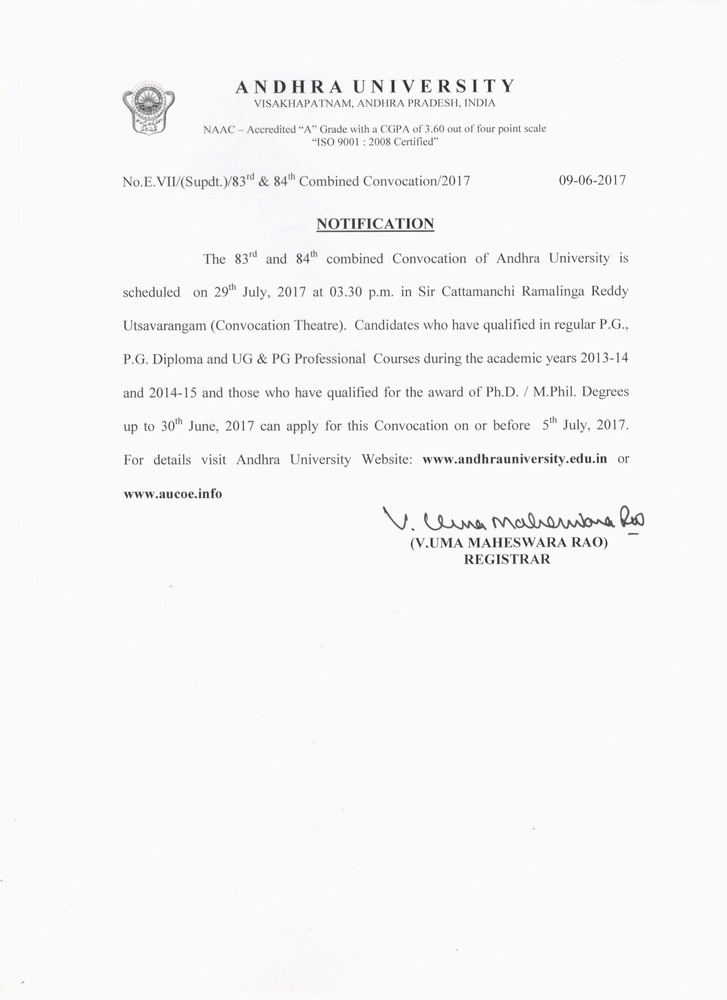 ANDHRA UNIVERSITY
VISAKHAPATNAM, ANDHRA PRADESH, INDIA
NAAC – Accredited “A” Grade with a CGPA of 3.60 out of four point scale
“ISO 9001 : 2008 Certified”
No.E.VII/(Supdt.)/83rd & 84th Combined Convocation/2017 09-06-2017
NOTIFICATION
The 83rd and 84th combined Convocation of Andhra University is
scheduled on 29th July, 2017 at 03.30 p.m. in Sir Cattamanchi Ramalinga Reddy
Utsavarangam (Convocation Theatre). Candidates who have qualified in regular P.G.,
P.G. Diploma and UG & PG Professional Courses during the academic years 2013-14
and 2014-15 and those who have qualified for the award of Ph.D. / M.Phil. Degrees
up to 30th June, 2017 can apply for this Convocation on or before 5th July, 2017.
For details visit Andhra University Website: www.andhrauniversity.edu.in or
www.aucoe.info
V. Uma Maheswara Rao
(V.UMA MAHESWARA RAO)
REGISTRAR